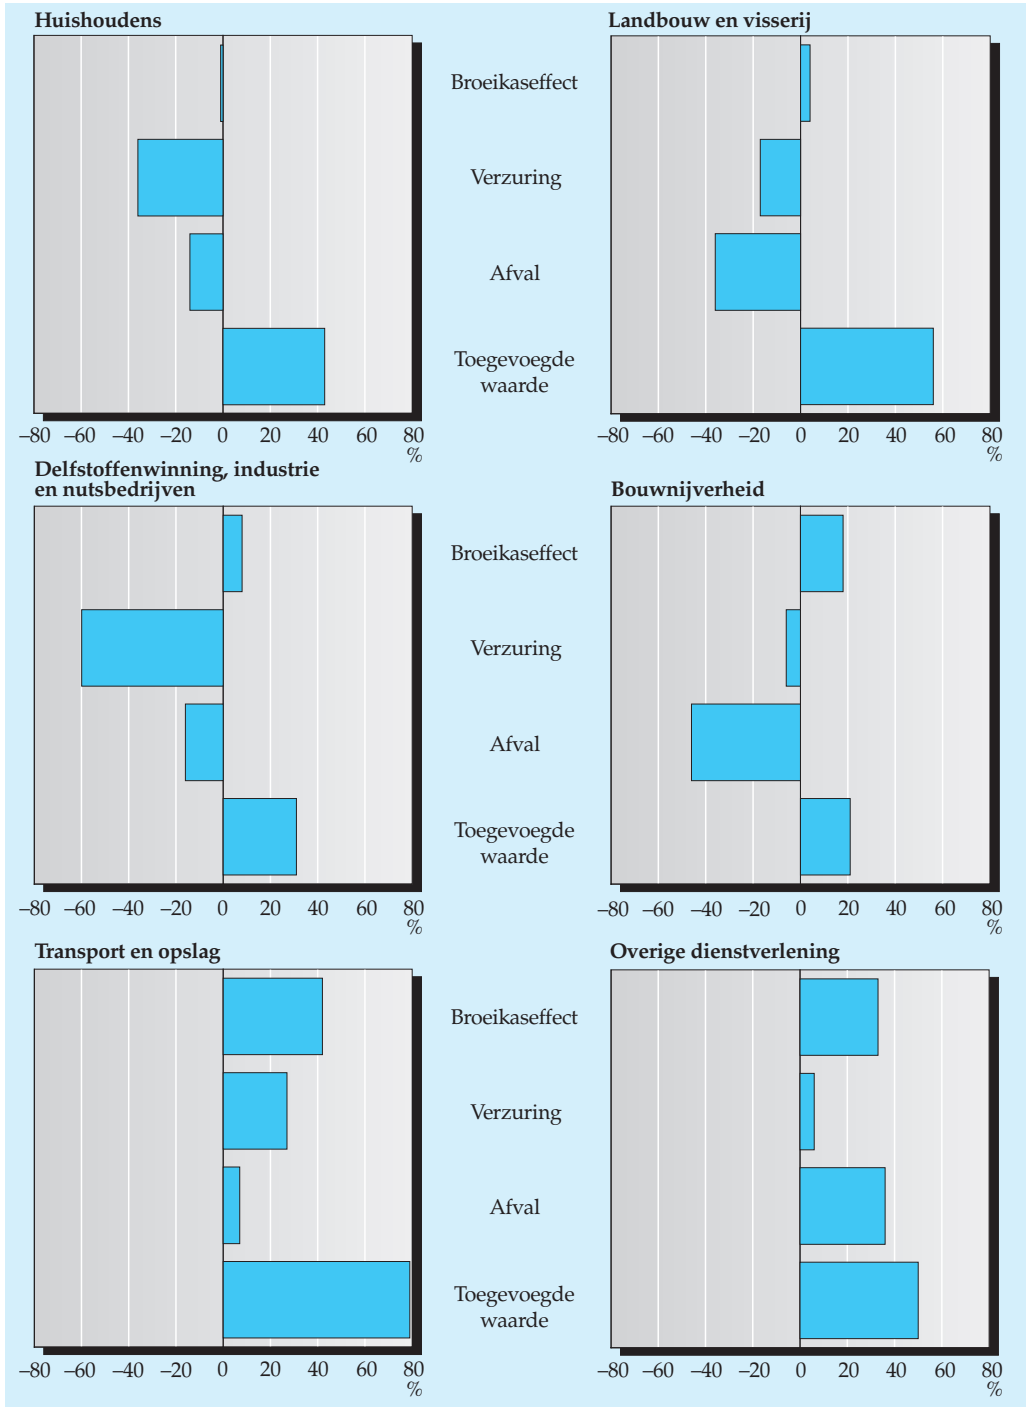 Huishoudens
Landbouw en visserij
Broeikaseffect
Verzuring
Afval
Toegevoegde
waarde
–80 –60 –40 –20 0 20 40 60 80
%
–80 –60 –40 –20 0 20 40 60 80
%
Delfstoffenwinning, industrie
en nutsbedrijven
Bouwnijverheid
Broeikaseffect
Verzuring
Afval
Toegevoegde
waarde
–80 –60 –40 –20 0 20 40 60 80
%
–80 –60 –40 –20 0 20 40 60 80
%
Transport en opslag
Overige dienstverlening
Broeikaseffect
Verzuring
Afval
Toegevoegde
waarde
–80 –60 –40 –20 0 20 40 60 80
%
–80 –60 –40 –20 0 20 40 60 80
%